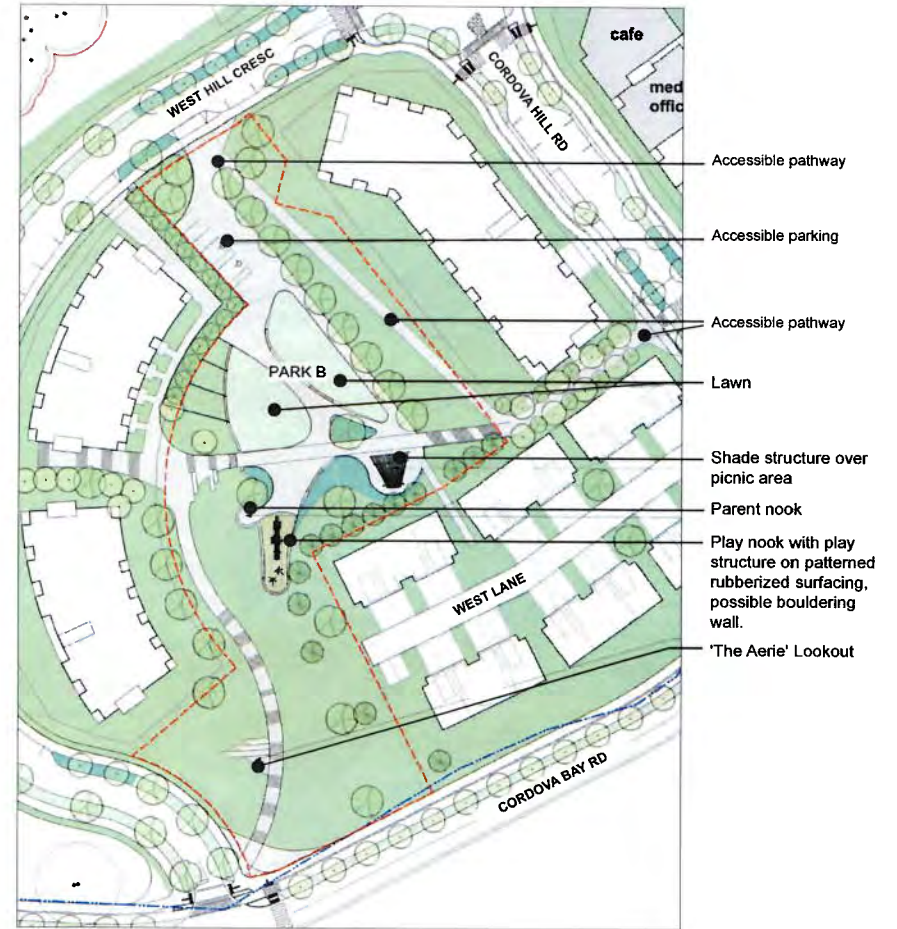 cafe
med
offic
WEST HILL CRESC
CORDOVA HILL RD
Accessible pathway
Accessible parking
Accessible pathway
PARK B
Lawn
Shade structure over
picnic area
Parent nook
Play nook with play
structure on patterned
rubberized surfacing,
possible bouldering
wall.
WEST LANE
'The Aerie' Lookout
CORDOVA BAY RD